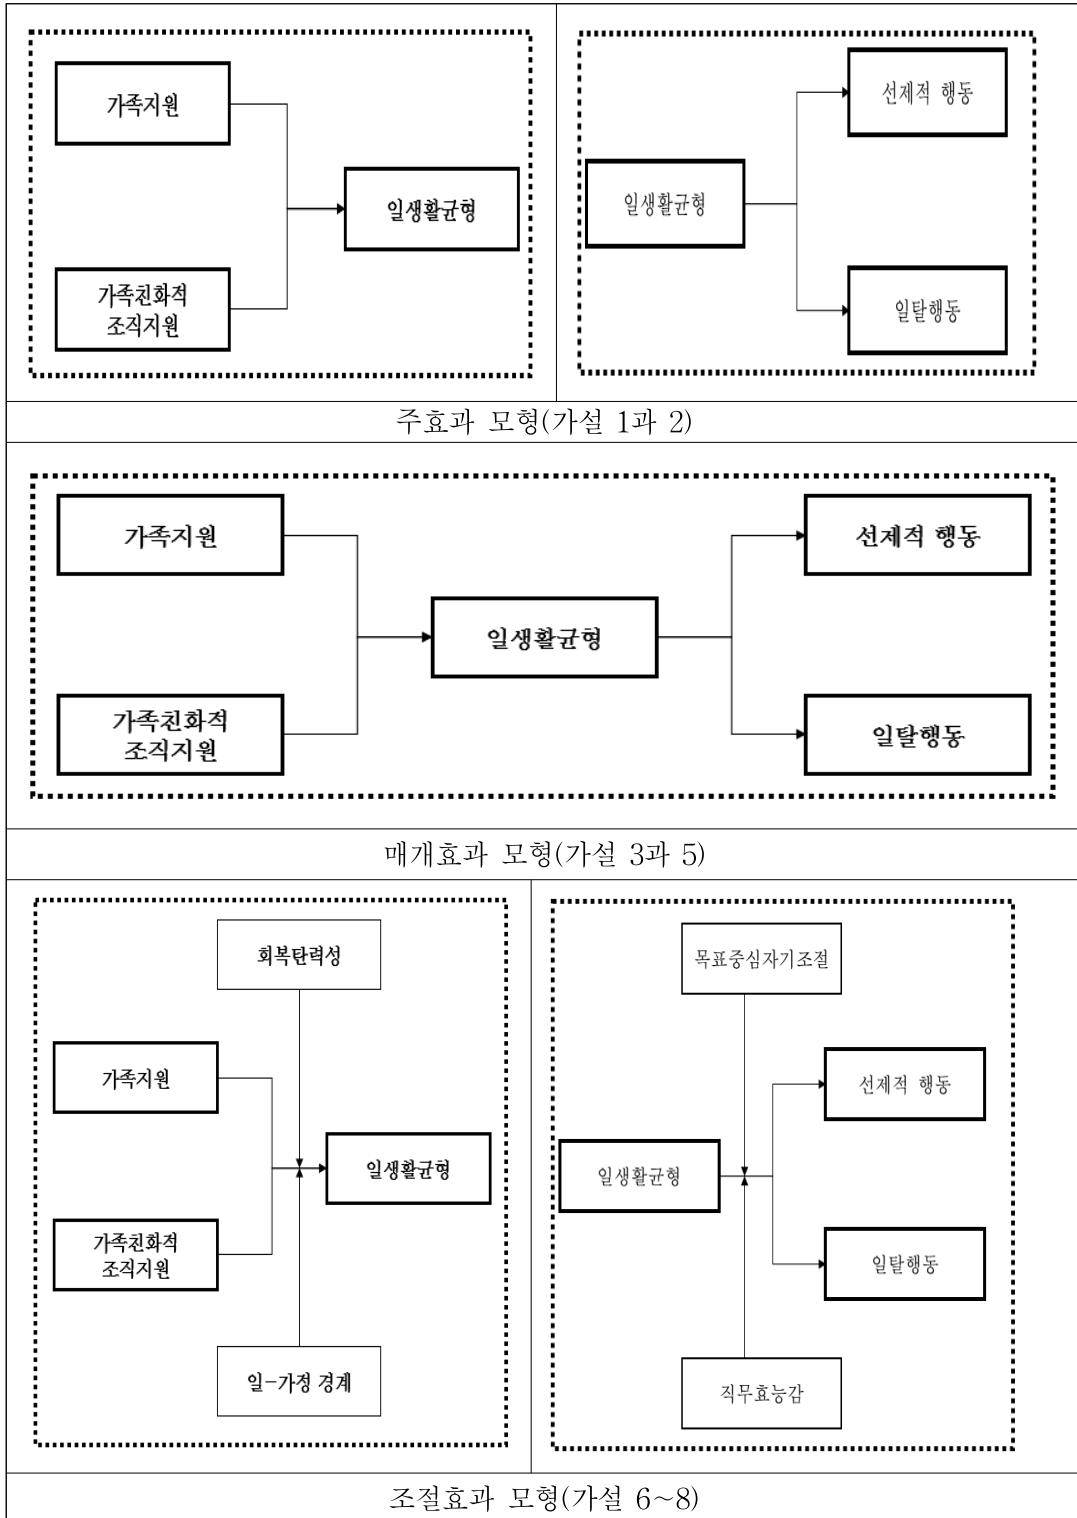 가족지원
가족친화적
조직지원
일생활균형
일생활균형
선제적 행동
일탈행동
주효과 모형(가설 1과 2)
가족지원
가족친화적
조직지원
일생활균형
선제적 행동
일탈행동
매개효과 모형(가설 3과 5)
회복탄력성
가족지원
가족친화적
조직지원
일생활균형
일-가정 경계
목표중심자기조절
일생활균형
선제적 행동
일탈행동
직무효능감
조절효과 모형(가설 6~8)